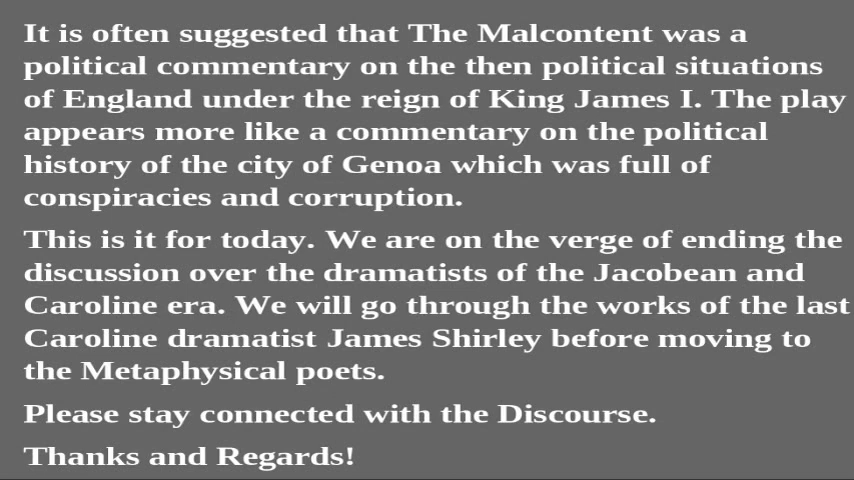 It is often suggested that The Malcontent was a
political commentary on the then political situations
of England under the reign of King James I. The play
appears more like a commentary on the political
history of the city of Genoa which was full of
conspiracies and corruption.
This is it for today. We are on the verge of ending the
discussion over the dramatists of the Jacobean and
Caroline era. We will go through the works of the last
Caroline dramatist James Shirley before moving to
the Metaphysical poets.
Please stay connected with the Discourse.
Thanks and Regards!